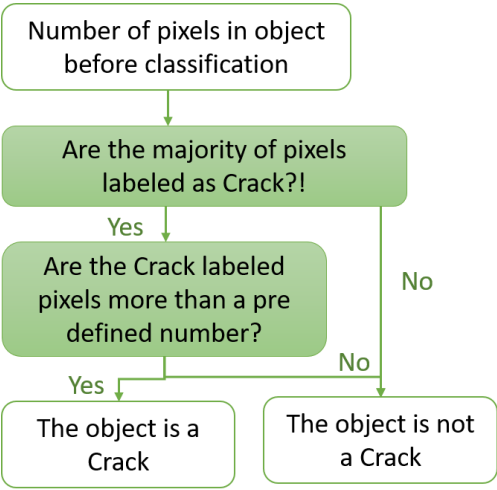 Number of pixels in object
before classification
Are the majority of pixels
labeled as Crack?!
Yes
No
Are the Crack labeled
pixels more than a pre
defined number?
No
Yes
The object is a
Crack
The object is not
a Crack